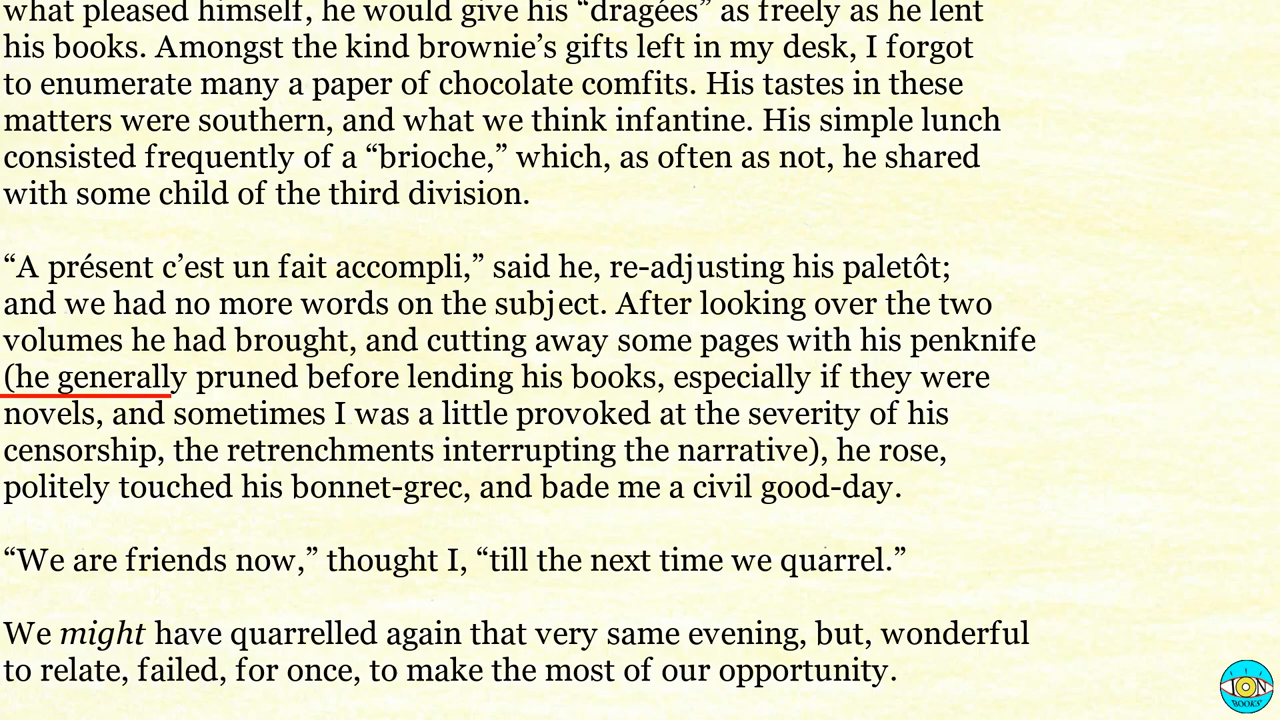 what pleased himself, he would give his “dragées” as freely as he lent
his books. Amongst the kind brownie’s gifts left in my desk, I forgot
to enumerate many a paper of chocolate comfits. His tastes in these
matters were southern, and what we think infantine. His simple lunch
consisted frequently of a “brioche,” which, as often as not, he shared
with some child of the third division.
“A présent c’est un fait accompli,” said he, re-adjusting his paletôt;
and we had no more words on the subject. After looking over the two
volumes he had brought, and cutting away some pages with his penknife
(he generally pruned before lending his books, especially if they were
novels, and sometimes I was a little provoked at the severity of his
censorship, the retrenchments interrupting the narrative), he rose,
politely touched his bonnet-grec, and bade me a civil good-day.
“We are friends now,” thought I, “till the next time we quarrel.”
We might have quarrelled again that very same evening, but, wonderful
to relate, failed, for once, to make the most of our opportunity.
ION
BOOKS